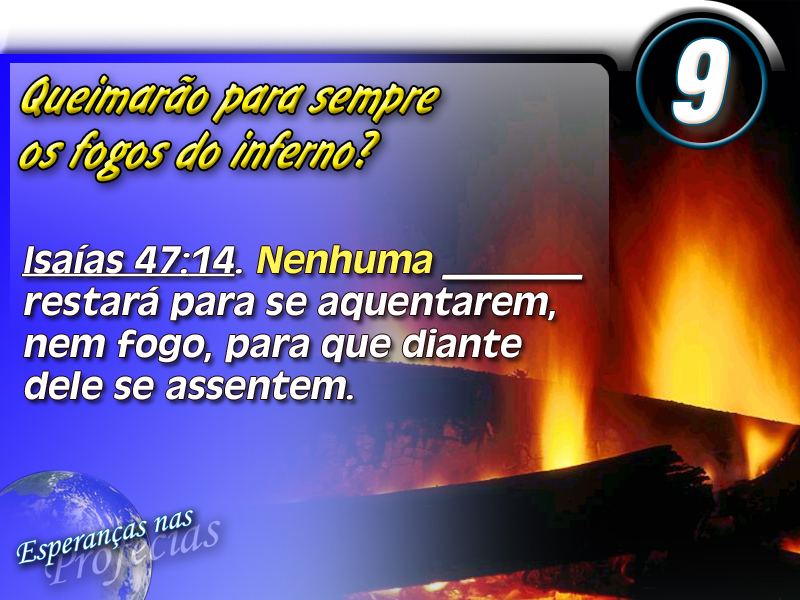 9
Queimarão para sempre
os fogos do inferno?
Isaías 47:14. Nenhuma _______
restará para se aquentarem,
nem fogo, para que diante
dele se assentem.
Esperanças nas
Profecias